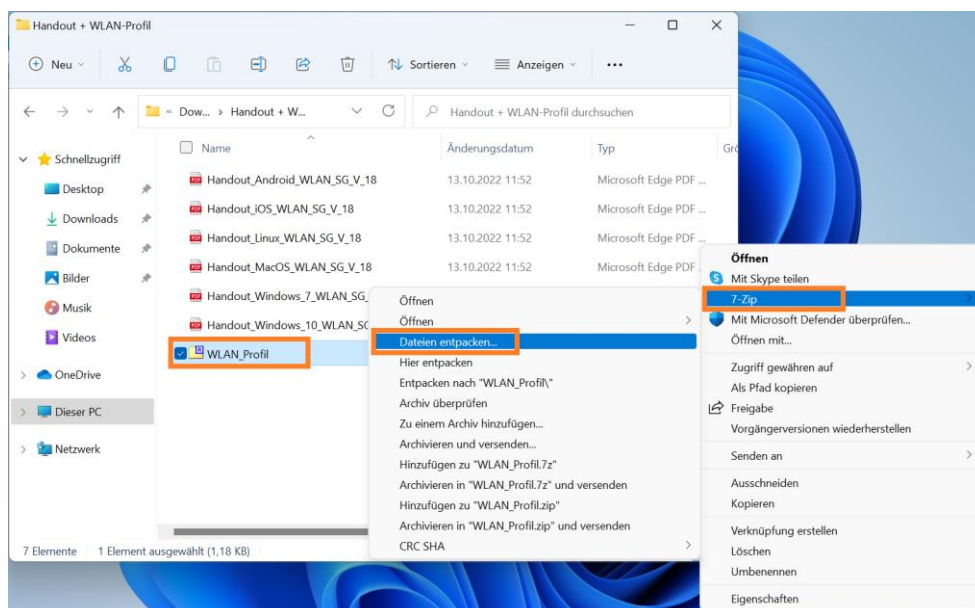 Handout + WLAN-Profil
Neu
Sortieren
Anzeigen
Dow... > Handout + W...
Handout + WLAN-Profil durchsuchen
Schnellzugriff
Desktop
Downloads
Dokumente
Bilder
Musik
Videos
OneDrive
Dieser PC
Netzwerk
Name Änderungsdatum Typ Grö
Handout_Android_WLAN_SG_V_18 13.10.2022 11:52 Microsoft Edge PDF ...
Handout_iOS_WLAN_SG_V_18 13.10.2022 11:52 Microsoft Edge PDF ...
Handout_Linux_WLAN_SG_V_18 13.10.2022 11:52 Microsoft Edge PDF ...
Handout_MacOS_WLAN_SG_V_18 13.10.2022 11:52 Microsoft Edge PDF
Handout_Windows_7_WLAN_SG_
Handout_Windows_10_WLAN_SG
WLAN_Profil
7 Elemente 1 Element ausgewählt (1,18 KB)
Öffnen
Öffnen
Dateien entpacken...
Hier entpacken
Entpacken nach "WLAN_Profil\"
Archiv überprüfen
Zu einem Archiv hinzufügen...
Archivieren und versenden...
Hinzufügen zu "WLAN_Profil.7z"
Archivieren in "WLAN_Profil.7z" und versenden
Hinzufügen zu "WLAN_Profil.zip"
Archivieren in "WLAN_Profil.zip" und versenden
CRC SHA
Öffnen
Mit Skype teilen
7-Zip
Mit Microsoft Defender überprüfen...
Öffnen mit...
Zugriff gewähren auf
Als Pfad kopieren
Freigabe
Vorgängerversionen wiederherstellen
Senden an
Ausschneiden
Kopieren
Verknüpfung erstellen
Löschen
Umbenennen
Eigenschaften